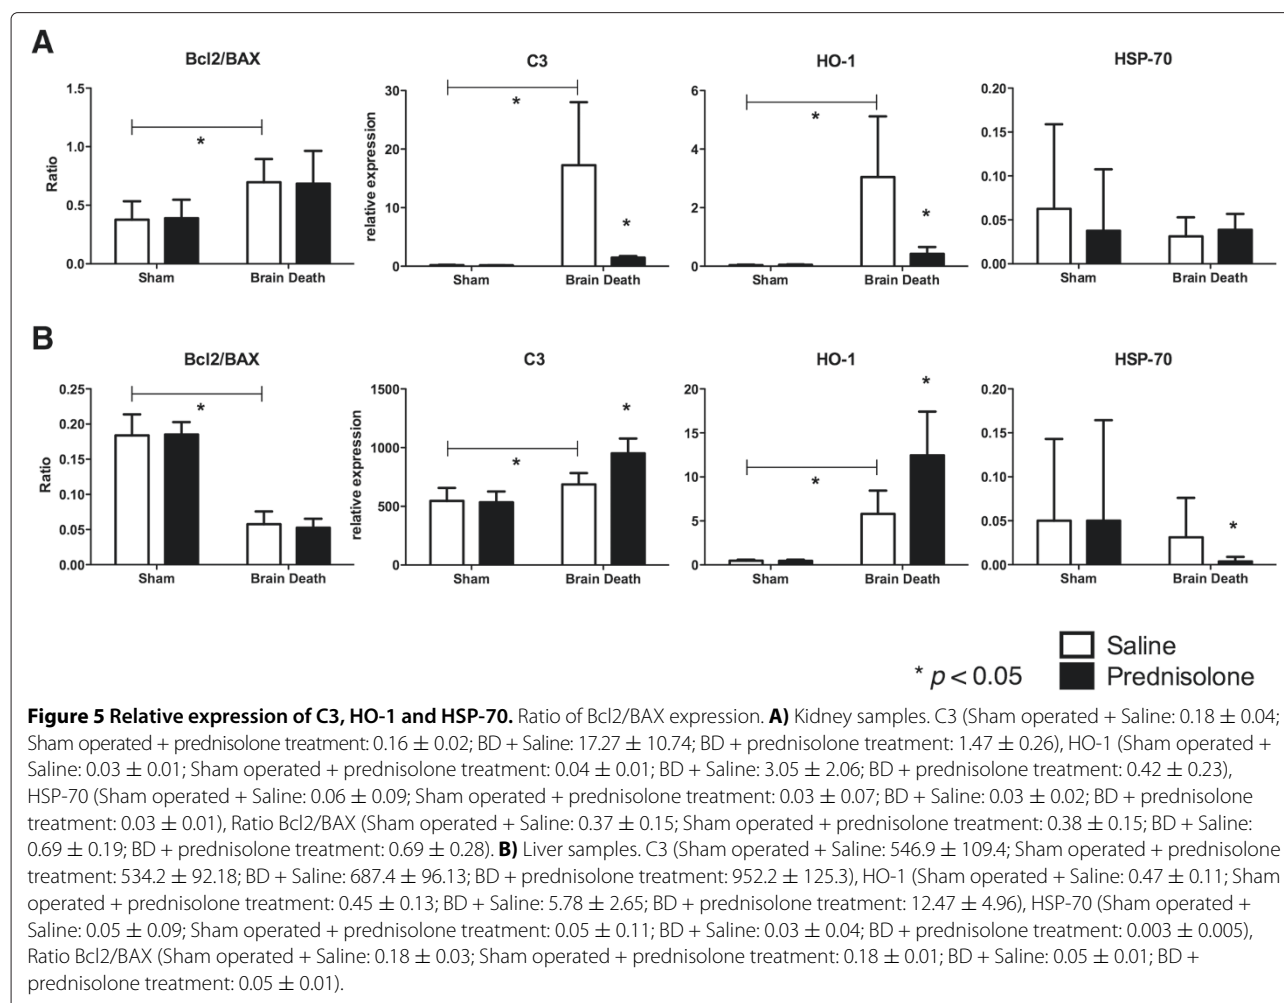 A
Bcl2/BAX
C3
HO-1
HSP-70
1.5
1.0
0.5
0.0
Ratio
*
Sham
Brain Death
30
20
10
0
relative expression
*
*
Sham
Brain Death
6
4
2
0
*
*
Sham
Brain Death
0.20
0.15
0.10
0.05
0.00
Sham
Brain Death
B
Bcl2/BAX
C3
HO-1
HSP-70
0.25
0.20
0.15
0.10
0.05
0.00
Ratio
*
Sham
Brain Death
1500
1000
500
0
relative expression
*
*
Sham
Brain Death
20
15
10
5
0
*
*
Sham
Brain Death
0.20
0.15
0.10
0.05
0.00
*
Sham
Brain Death
* p < 0.05
Saline
Prednisolone
Figure 5 Relative expression of C3, HO-1 and HSP-70. Ratio of Bcl2/BAX expression. A) Kidney samples. C3 (Sham operated + Saline: 0.18 ± 0.04;
Sham operated + prednisolone treatment: 0.16 ± 0.02; BD + Saline: 17.27 ± 10.74; BD + prednisolone treatment: 1.47 ± 0.26), HO-1 (Sham operated +
Saline: 0.03 ± 0.01; Sham operated + prednisolone treatment: 0.04 ± 0.01; BD + Saline: 3.05 ± 2.06; BD + prednisolone treatment: 0.42 ± 0.23),
HSP-70 (Sham operated + Saline: 0.06 ± 0.09; Sham operated + prednisolone treatment: 0.03 ± 0.07; BD + Saline: 0.03 ± 0.02; BD + prednisolone
treatment: 0.03 ± 0.01), Ratio Bcl2/BAX (Sham operated + Saline: 0.37 ± 0.15; Sham operated + prednisolone treatment: 0.38 ± 0.15; BD + Saline:
0.69 ± 0.19; BD + prednisolone treatment: 0.69 ± 0.28). B) Liver samples. C3 (Sham operated + Saline: 546.9 ± 109.4; Sham operated + prednisolone
treatment: 534.2 ± 92.18; BD + Saline: 687.4 ± 96.13; BD + prednisolone treatment: 952.2 ± 125.3), HO-1 (Sham operated + Saline: 0.47 ± 0.11; Sham
operated + prednisolone treatment: 0.45 ± 0.13; BD + Saline: 5.78 ± 2.65; BD + prednisolone treatment: 12.47 ± 4.96), HSP-70 (Sham operated +
Saline: 0.05 ± 0.09; Sham operated + prednisolone treatment: 0.05 ± 0.11; BD + Saline: 0.03 ± 0.04; BD + prednisolone treatment: 0.003 ± 0.005),
Ratio Bcl2/BAX (Sham operated + Saline: 0.18 ± 0.03; Sham operated + prednisolone treatment: 0.18 ± 0.01; BD + Saline: 0.05 ± 0.01; BD +
prednisolone treatment: 0.05 ± 0.01).